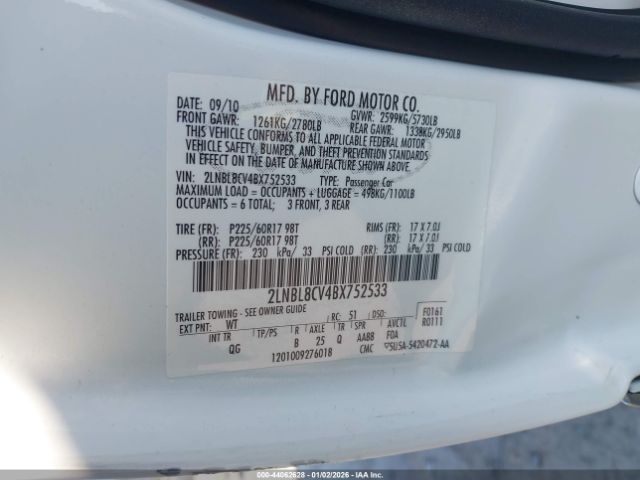 MFD. BY FORD MOTOR CO.
DATE: 09/10 GVWR: 2599KG/5730LB
FRONT GAWR: 1261KG/2780LB REAR GAWR: 1338KG/2950LB
THIS VEHICLE CONFORMS TO ALL APPLICABLE FEDERAL MOTOR
VEHICLE SAFETY, BUMPER, AND THEFT PREVENTION STANDARDS
IN EFFECT ON THE DATE OF MANUFACTURE SHOWN ABOVE.
VIN: 2LNBL8CV4BX752533 TYPE: Passenger Car
MAXIMUM LOAD = OCCUPANTS + LUGGAGE = 498KG/1100LB
OCCUPANTS = 6 TOTAL; 3 FRONT, 3 REAR
TIRE (FR): P225/60R17 98T RIMS (FR): 17 X 7.0J
(RR): P225/60R17 98T (RR): 17 X 7.0J
PRESSURE (FR): 230 kPa/ 33 PSI COLD (RR): 230 kPa/ 33 PSI COLD
2LNBL8CV4BX752533
TRAILER TOWING - SEE OWNER GUIDE
EXT PNT: WT RC: 51 DSO: F0161
INT TR TP/PS R AXLE TR SPR AVCTL R0111
QG B 25 Q AABB FOA
1201009276018 CMC 5U5A-5420472-AA
<<44062628 - 01/02/2026 - IAA Inc.>>